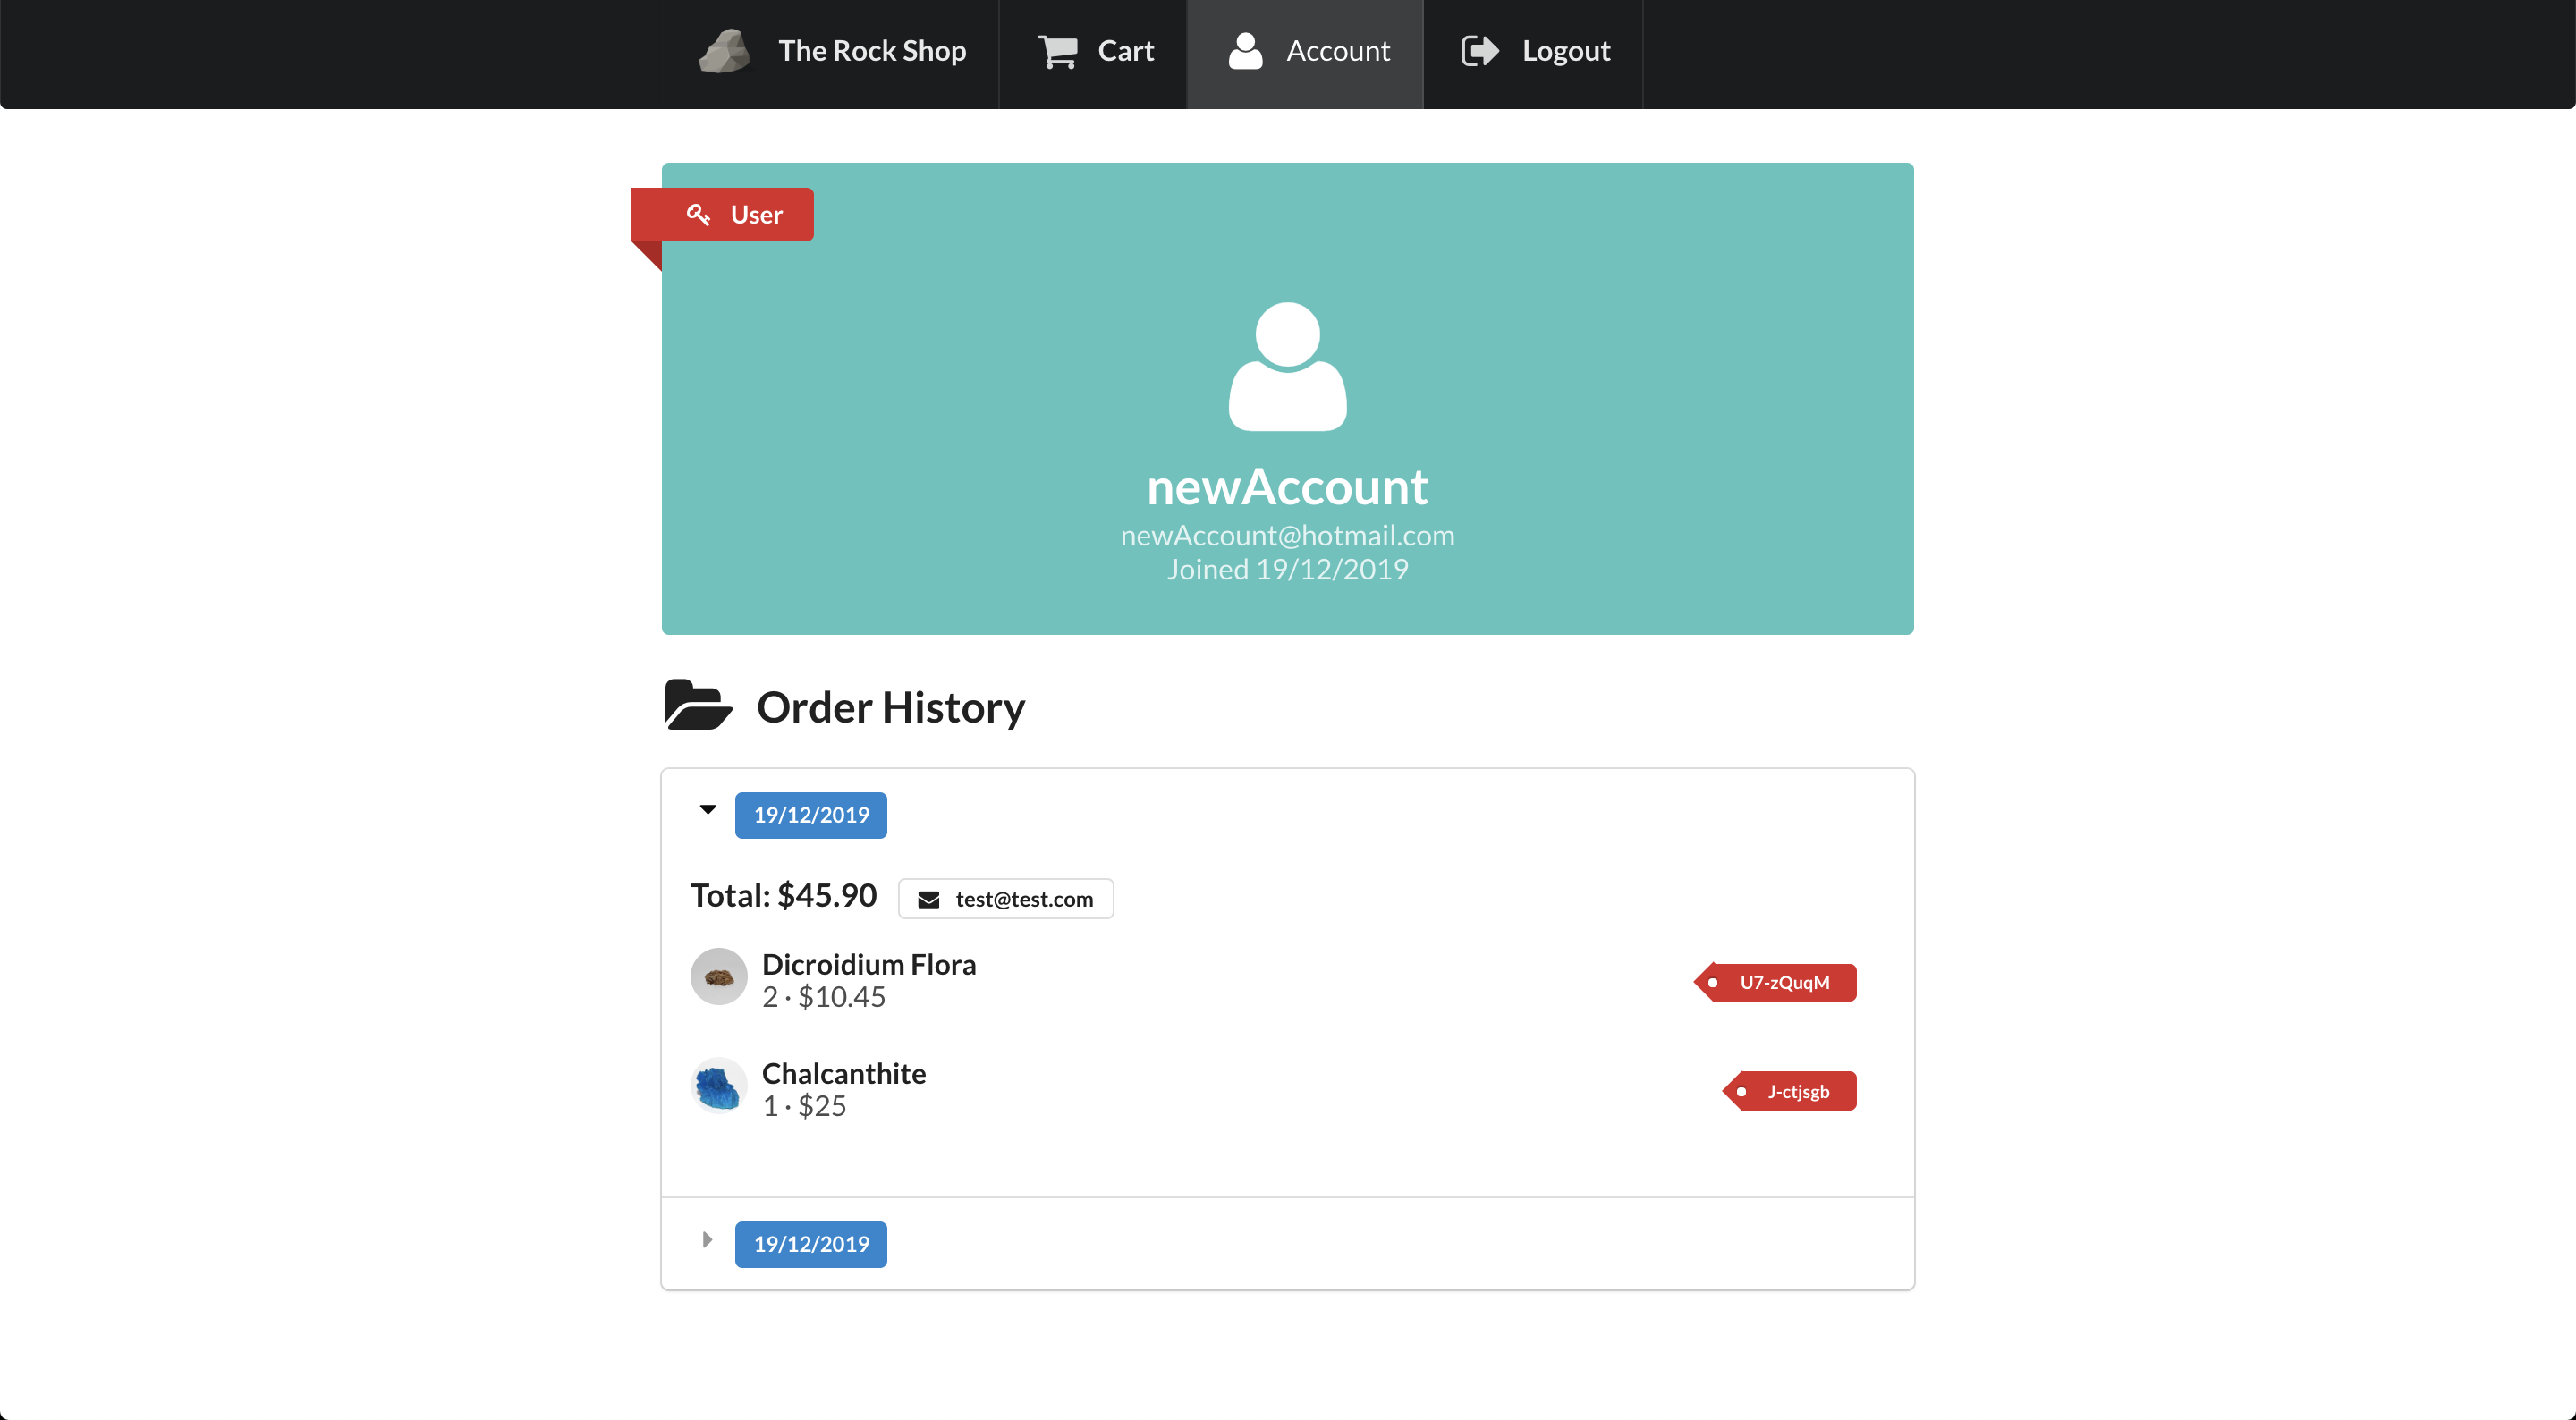 The Rock Shop
Cart
Account
Logout
User
newAccount
newAccount@hotmail.com
Joined 19/12/2019
Order History
19/12/2019
Total: $45.90
test@test.com
Dicroidium Flora
2 · $10.45
U7-zQuqM
Chalcanthite
1 · $25
J-ctjsgb
19/12/2019